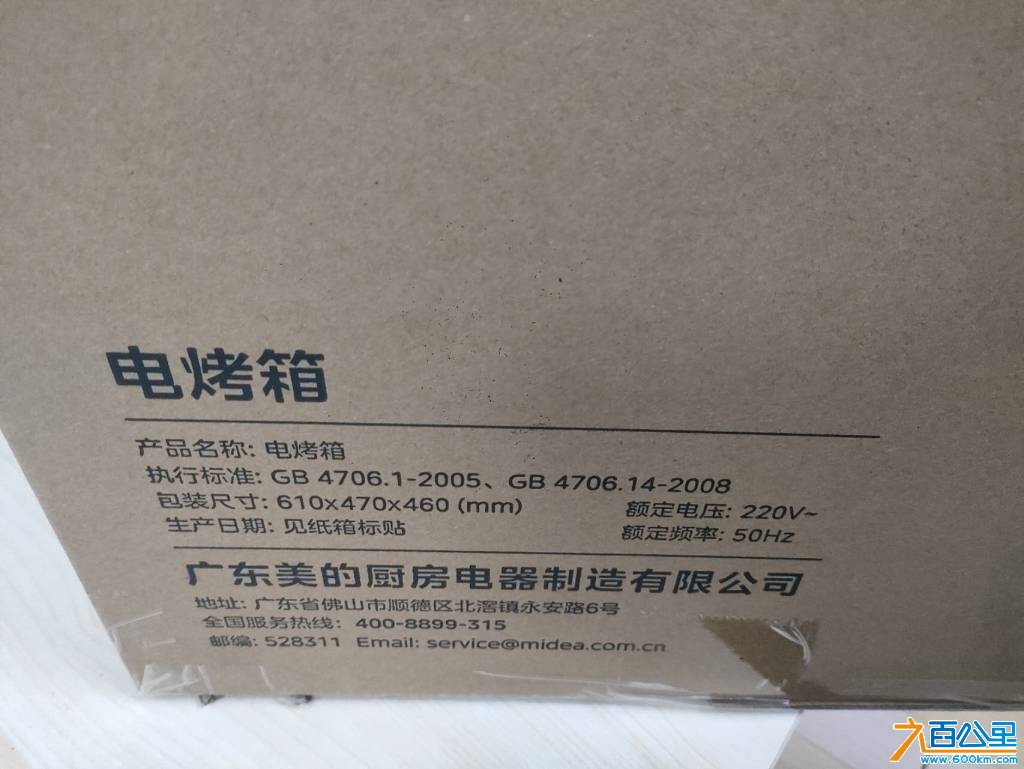 电烤箱
产品名称: 电烤箱
执行标准: GB 4706.1-2005、GB 4706.14-2008
包装尺寸: 610x470x460 (mm) 额定电压: 220V~
生产日期: 见纸箱标贴 额定频率: 50Hz
广东美的厨房电器制造有限公司
地址: 广东省佛山市顺德区北滘镇永安路6号
全国服务热线: 400-8899-315
邮编: 528311 Email: service@midea.com.cn
六百公里
www.600km.com